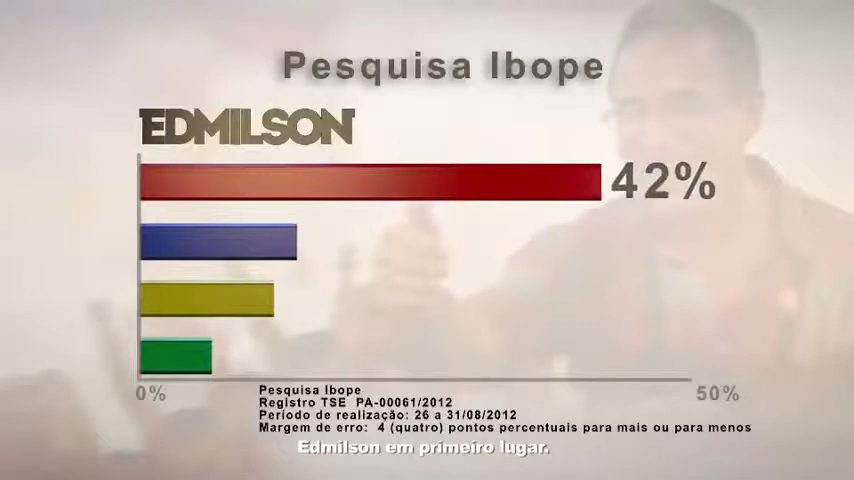 Pesquisa Ibope
EDMILSON
42%
0%
50%
Pesquisa Ibope
Registro TSE PA-00061/2012
Período de realização: 26 a 31/08/2012
Margem de erro: 4 (quatro) pontos percentuais para mais ou para menos
Edmilson em primeiro lugar.